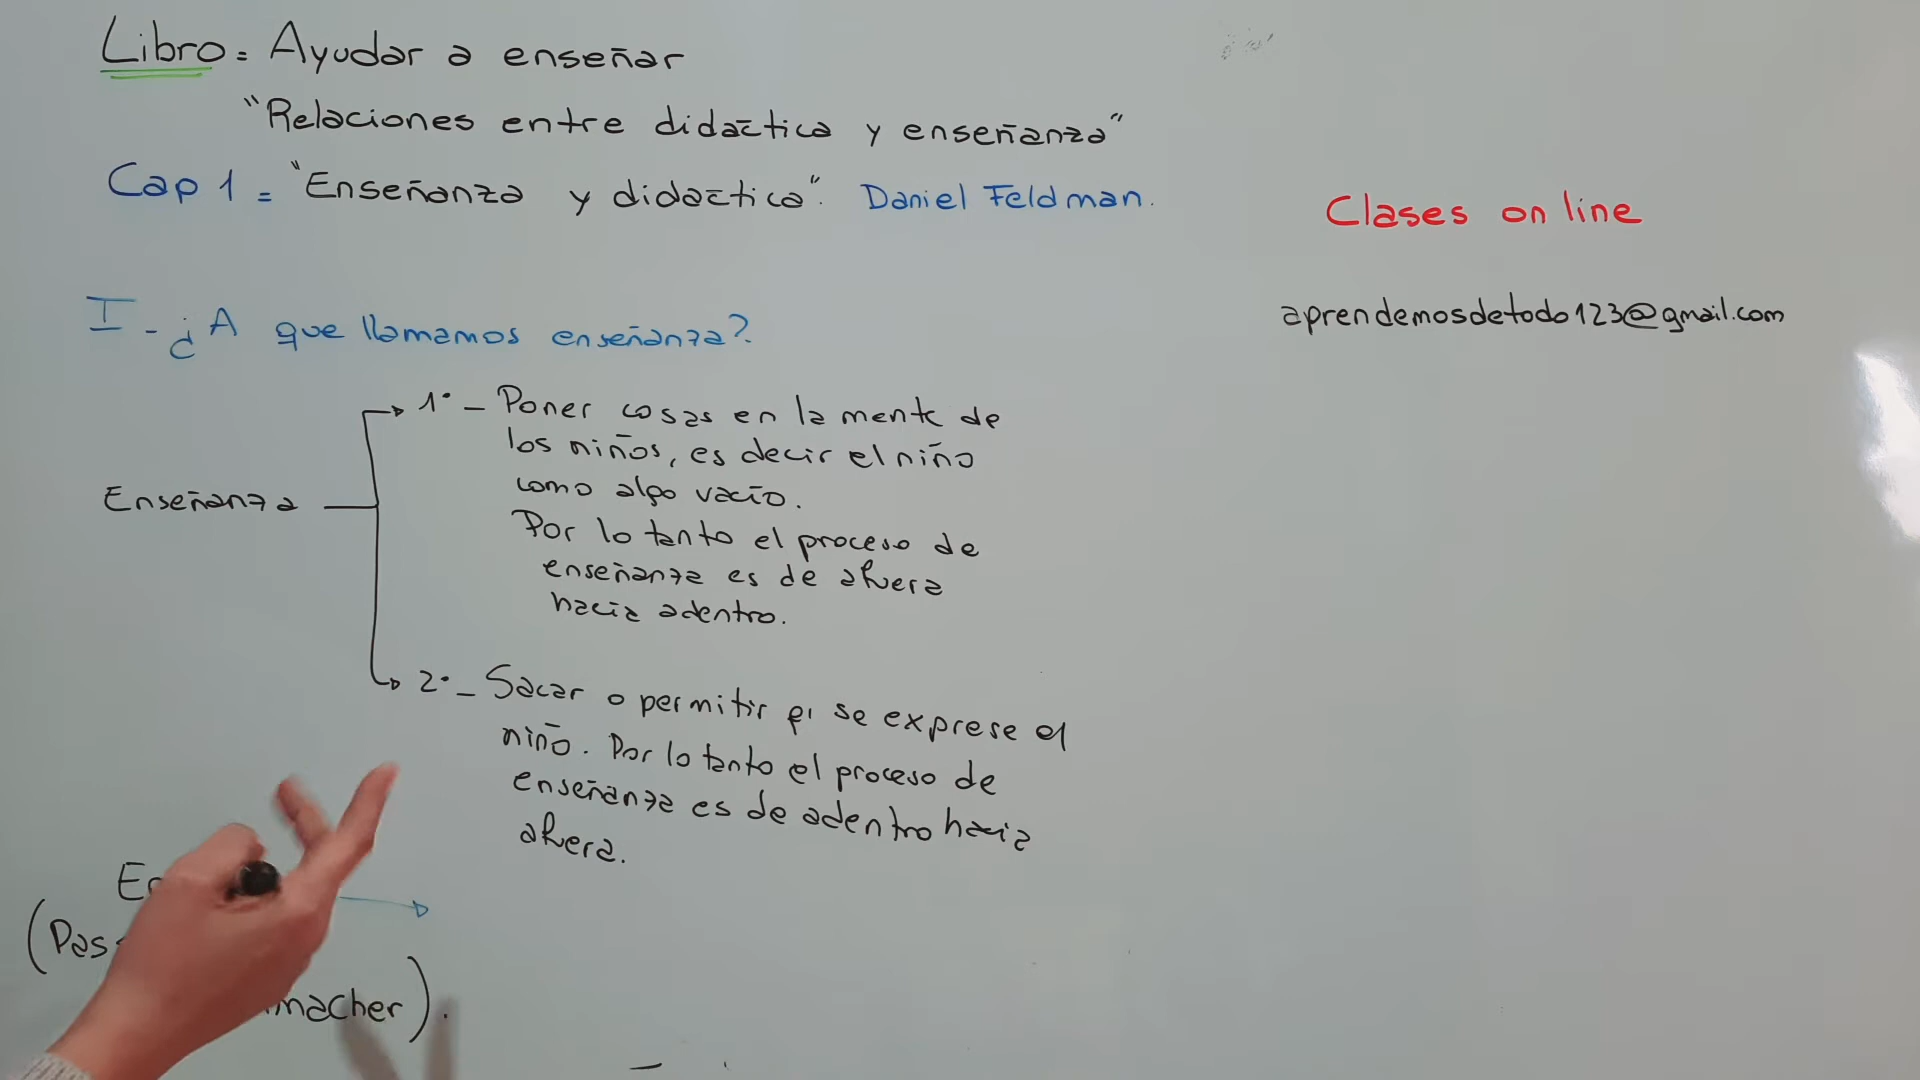 Libro = Ayudar a enseñar
"Relaciones entre didáctica y enseñanza"
Cap 1 = "Enseñanza y didáctica". Daniel Feldman.
Clases on line
aprendemosdetodo123@gmail.com
I - ¿A que llamamos enseñanza?
Enseñanza
1° - Poner cosas en la mente de
los niños, es decir el niño
como algo vacío.
Por lo tanto el proceso de
enseñanza es de afuera
hacia adentro.
2° - Sacar o permitir q' se exprese el
niño. Por lo tanto el proceso de
enseñanza es de adentro hacia
afuera.
(
macher).